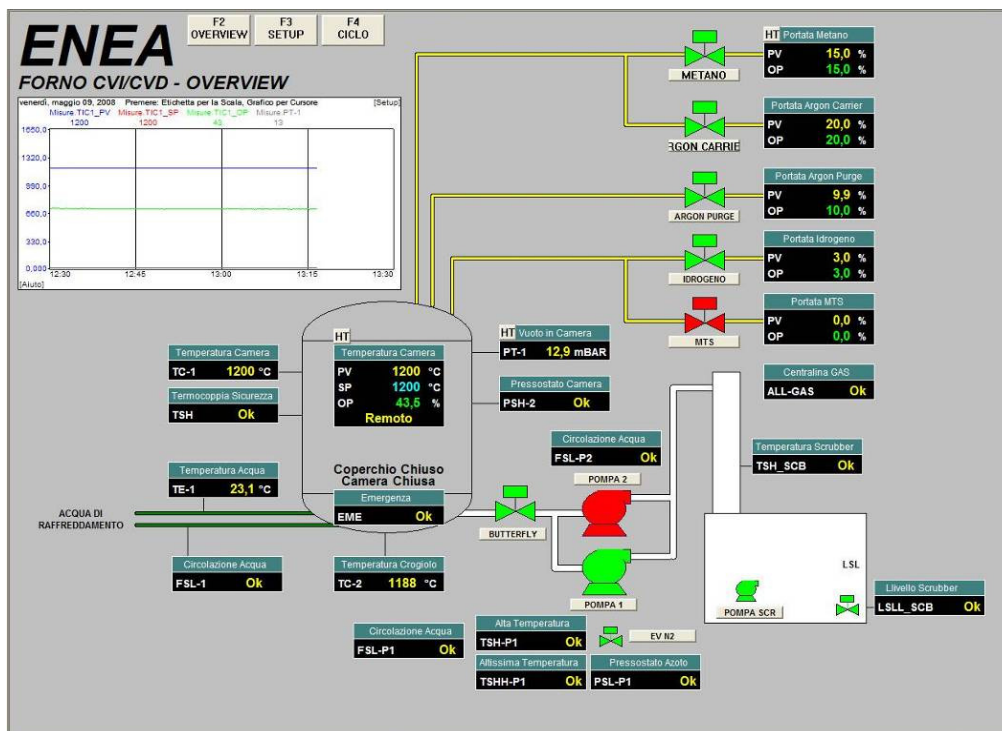 F2
OVERVIEW
F3
SETUP
F4
CICLO
ENEA
FORNO CVI/CVD - OVERVIEW
venerdì, maggio 09, 2008 Premere: Etichetta per la Scala, Grafico per Cursore [Setup]
Misure:TIC1_PV Misure:TIC1_SP Misure:TIC1_OP Misure:PT-1
1200 1200 43 13
1650,0
1320,0
990,0
660,0
330,0
0,000
12:30 12:45 13:00 13:15 13:30
[Aiuto]
METANO
HT Portata Metano
PV 15,0 %
OP 15,0 %
RGON CARRIE
Portata Argon Carrier
PV 20,0 %
OP 20,0 %
ARGON PURGE
Portata Argon Purge
PV 9,9 %
OP 10,0 %
IDROGENO
Portata Idrogeno
PV 3,0 %
OP 3,0 %
MTS
Portata MTS
PV 0,0 %
OP 0,0 %
Centralina GAS
ALL-GAS Ok
HT
Temperatura Camera
PV 1200 °C
SP 1200 °C
OP 43,5 %
Remoto
HT Vuoto in Camera
PT-1 12,9 mBAR
Temperatura Camera
TC-1 1200 °C
Termocoppia Sicurezza
TSH Ok
Pressostato Camera
PSH-2 Ok
Circolazione Acqua
FSL-P2 Ok
Temperatura Scrubber
TSH_SCB Ok
Temperatura Acqua
TE-1 23,1 °C
Coperchio Chiuso
Camera Chiusa
Emergenza
EME Ok
POMPA 2
ACQUA DI
RAFFREDDAMENTO
BUTTERFLY
Circolazione Acqua
FSL-1 Ok
Temperatura Crogiolo
TC-2 1188 °C
POMPA 1
LSL
POMPA SCR
Llivello Scrubber
LSLL_SCB Ok
Circolazione Acqua
FSL-P1 Ok
Alta Temperatura
TSH-P1 Ok
EV N2
Altissima Temperatura
TSHH-P1 Ok
Pressostato Azoto
PSL-P1 Ok